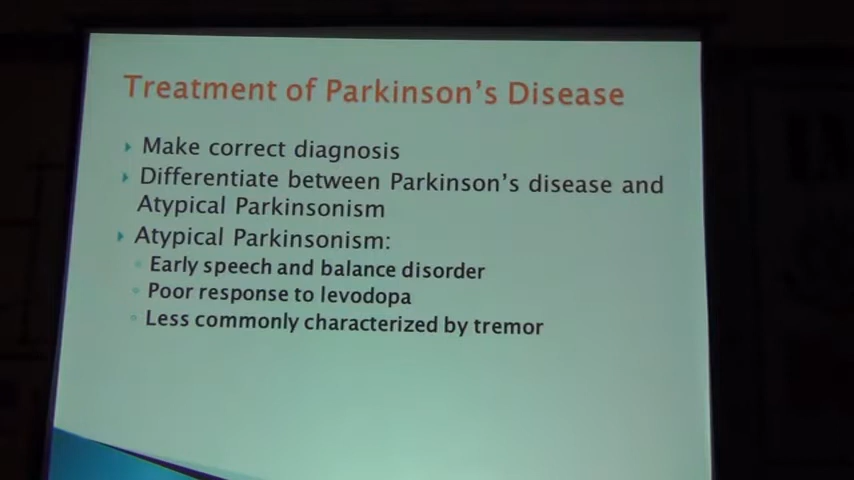 Treatment of Parkinson's Disease
Make correct diagnosis
Differentiate between Parkinson's disease and
Atypical Parkinsonism
Atypical Parkinsonism:
Early speech and balance disorder
Poor response to levodopa
Less commonly characterized by tremor